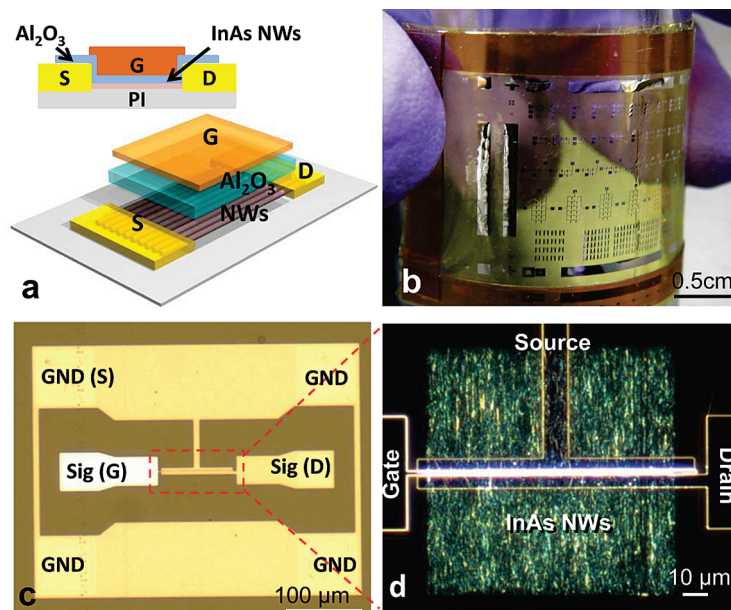 Al₂O₃
InAs NWs
G
S
D
PI
G
D
Al₂O₃
NWs
S
a
b
0.5cm
GND (S)
GND
Sig (G)
Sig (D)
GND
GND
c
100 μm
Source
Gate
Drain
InAs NWs
d
10 μm